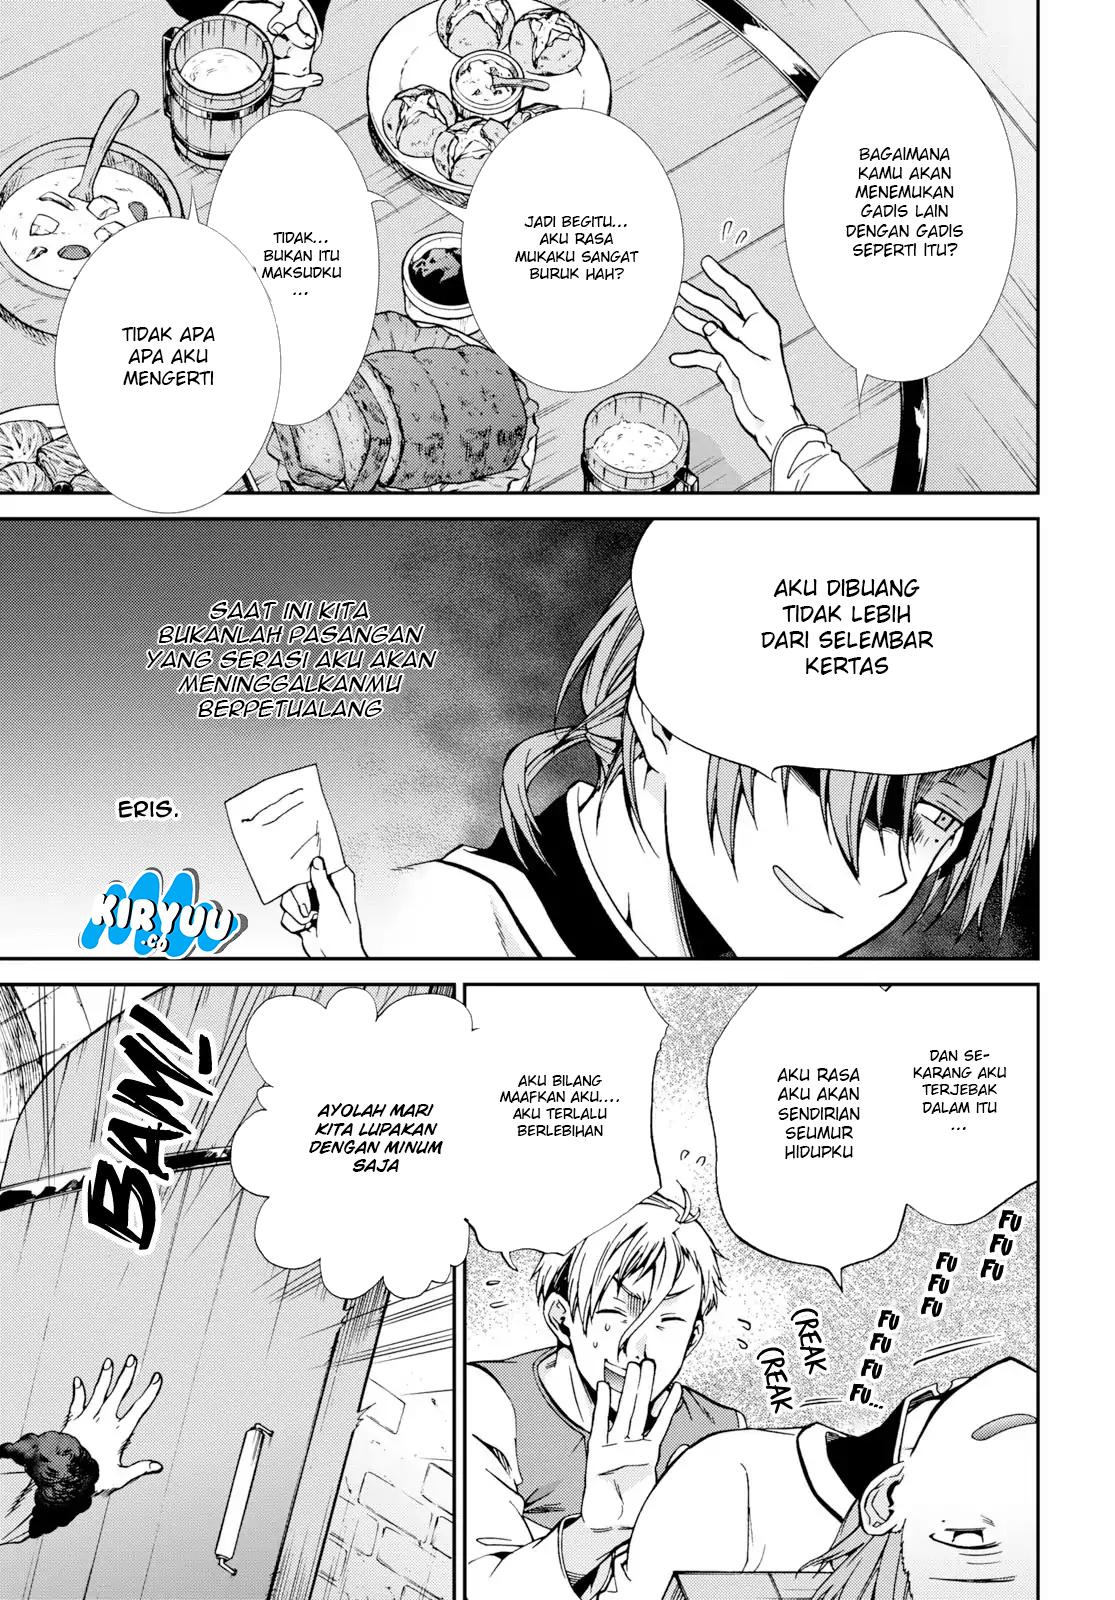 BAGAIMANA
KAMU AKAN
MENEMUKAN
GADIS LAIN
DENGAN GADIS
SEPERTI ITU?
JADI BEGITU...
AKU RASA
MUKAKU SANGAT
BURUK HAH?
TIDAK...
BUKAN ITU
MAKSUDKU
...
TIDAK APA
APA AKU
MENGERTI
AKU DIBUANG
TIDAK LEBIH
DARI SELEMBAR
KERTAS
SAAT INI KITA
BUKANLAH PASANGAN
YANG SERASI AKU AKAN
MENINGGALKANMU
BERPETUALANG
ERIS.
KIRYUU
.CO
DAN SE-
KARANG AKU
TERJEBAK
DALAM ITU
...
AKU RASA
AKU AKAN
SENDIRIAN
SEUMUR
HIDUPKU
FU
FU
FU
FU
FU
FU
FU
FU
FU
FU...
(REAK
(REAK
AKU BILANG
MAAFKAN AKU....
AKU TERLALU
BERLEBIHAN
AYOLAH MARI
KITA LUPAKAN
DENGAN MINUM
SAJA
BAM!